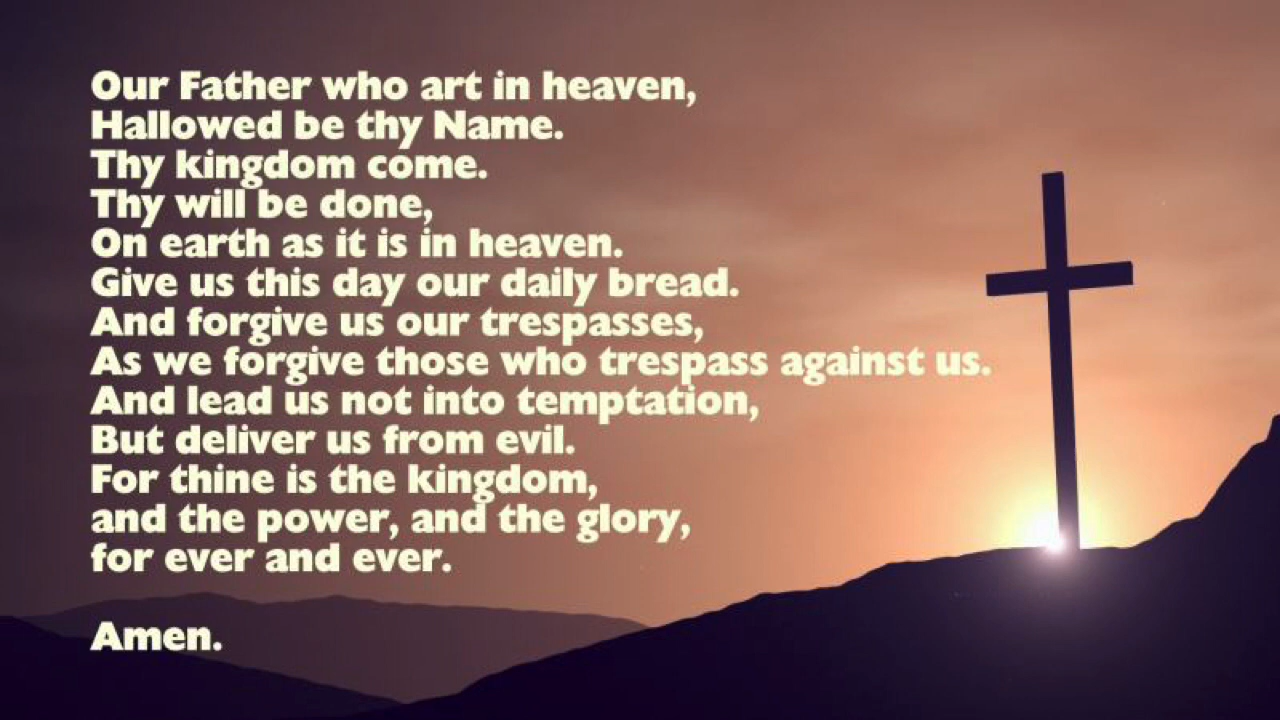 Our Father who art in heaven,
Hallowed be thy Name.
Thy kingdom come.
Thy will be done,
On earth as it is in heaven.
Give us this day our daily bread.
And forgive us our trespasses,
As we forgive those who trespass against us.
And lead us not into temptation,
But deliver us from evil.
For thine is the kingdom,
and the power, and the glory,
for ever and ever.
Amen.